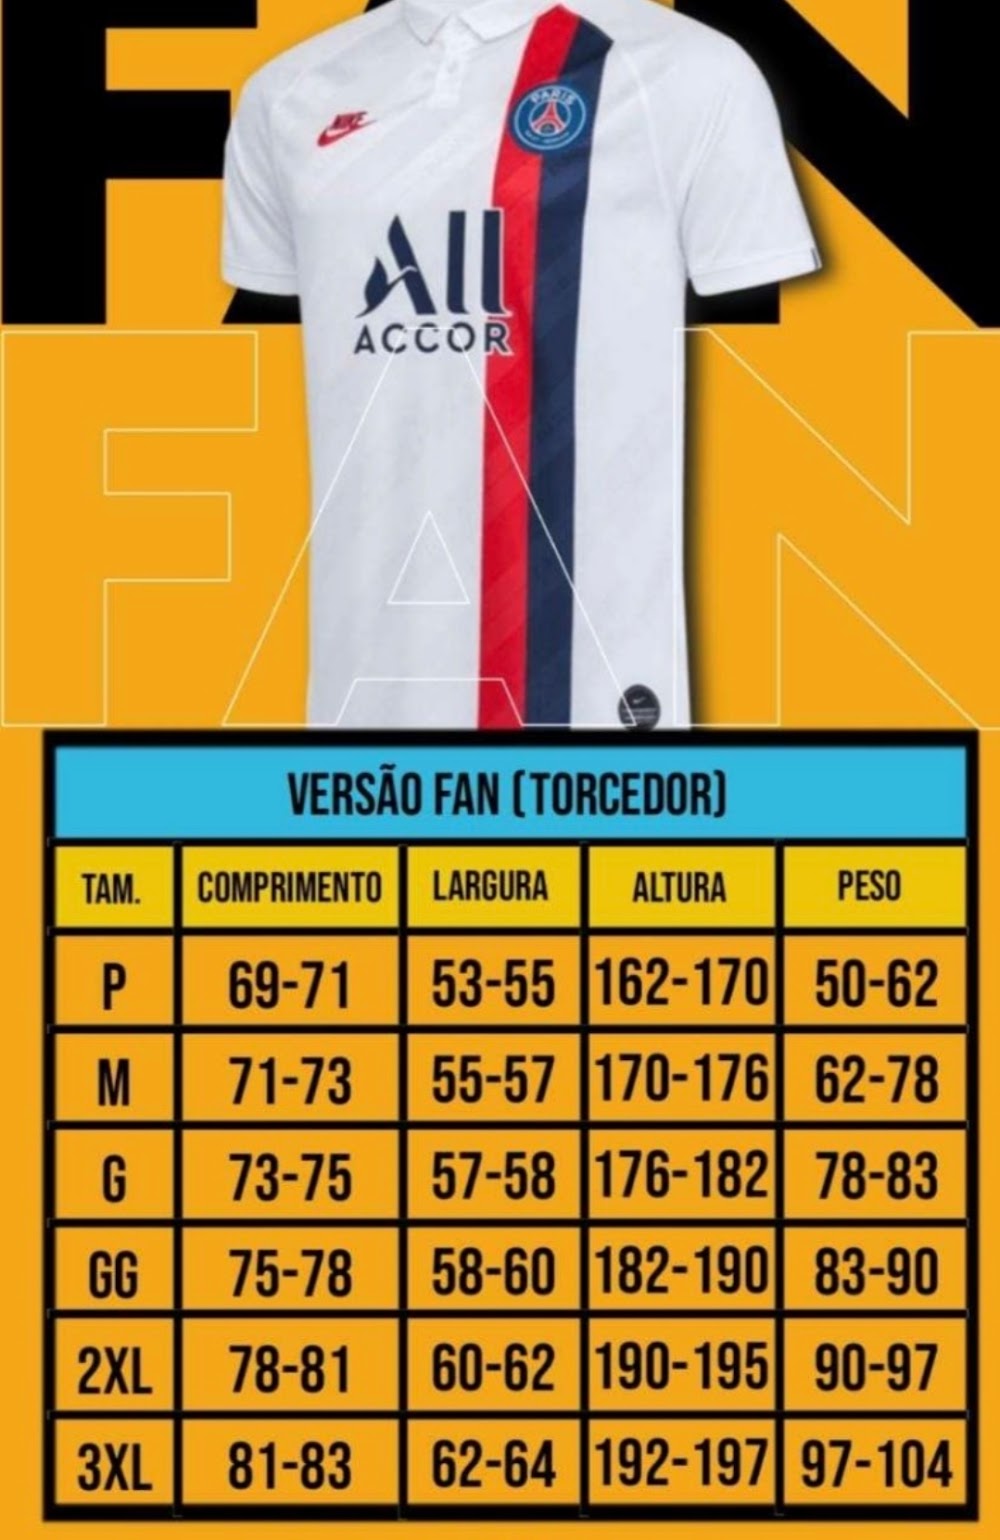 FAN
NIKE
PARIS
All
ACCOR
FAN
VERSÃO FAN (TORCEDOR)
TAM. COMPRIMENTO LARGURA ALTURA PESO
P 69-71 53-55 162-170 50-62
M 71-73 55-57 170-176 62-78
G 73-75 57-58 176-182 78-83
GG 75-78 58-60 182-190 83-90
2XL 78-81 60-62 190-195 90-97
3XL 81-83 62-64 192-197 97-104